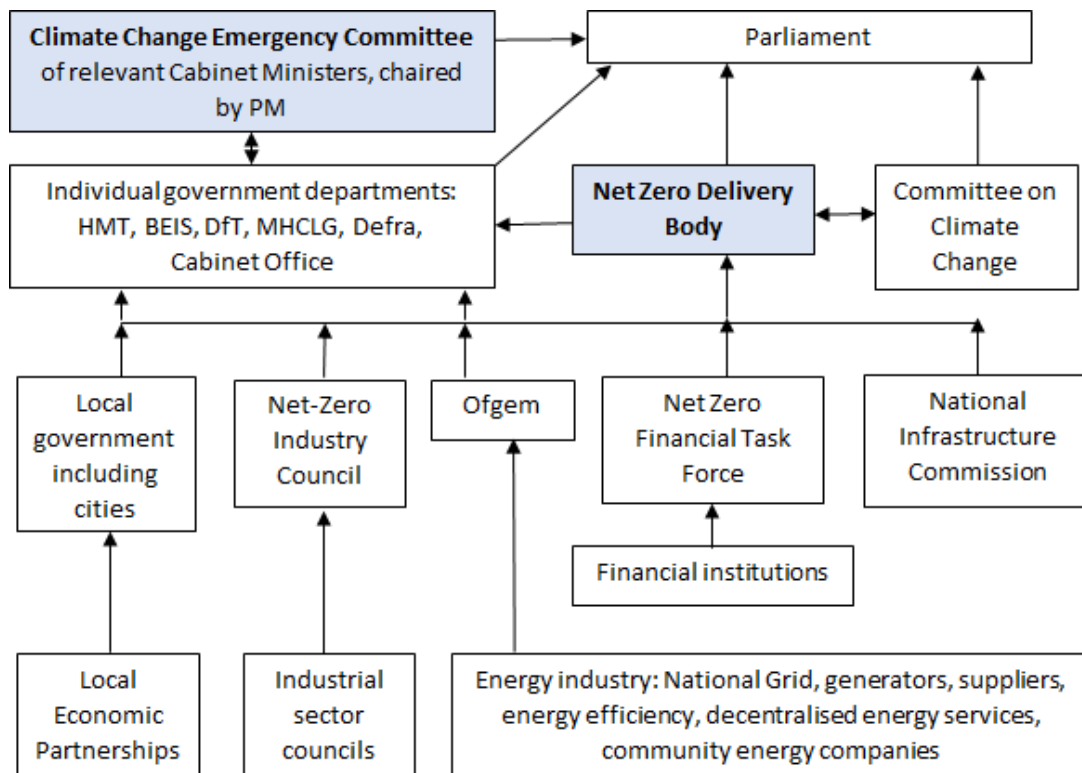 Climate Change Emergency Committee
of relevant Cabinet Ministers, chaired
by PM
Parliament
Individual government departments:
HMT, BEIS, DfT, MHCLG, Defra,
Cabinet Office
Net Zero Delivery
Body
Committee on
Climate
Change
Local
government
including
cities
Net-Zero
Industry
Council
Ofgem
Net Zero
Financial Task
Force
National
Infrastructure
Commission
Financial institutions
Local
Economic
Partnerships
Industrial
sector
councils
Energy industry: National Grid, generators, suppliers,
energy efficiency, decentralised energy services,
community energy companies